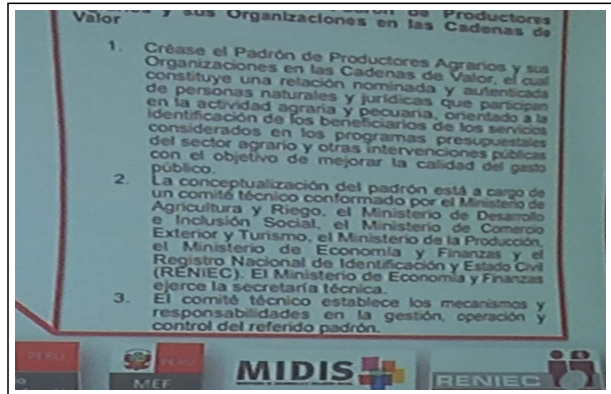 Padrón de Productores
y sus Organizaciones en las Cadenas de
Valor
1. Créase el Padrón de Productores Agrarios y sus
Organizaciones en las Cadenas de Valor, el cual
constituye una relación nominada y autenticada
de personas naturales y jurídicas que participan
en la actividad agraria y pecuaria, orientado a la
identificación de los beneficiarios de los servicios
considerados en los programas presupuestales
del sector agrario y otras intervenciones públicas
con el objetivo de mejorar la calidad del gasto
público.
2. La conceptualización del padrón está a cargo de
un comité técnico conformado por el Ministerio de
Agricultura y Riego, el Ministerio de Desarrollo
e Inclusión Social, el Ministerio de Comercio
Exterior y Turismo, el Ministerio de la Producción,
el Ministerio de Economía y Finanzas y el
Registro Nacional de Identificación y Estado Civil
(RENIEC). El Ministerio de Economía y Finanzas
ejerce la secretaría técnica.
3. El comité técnico establece los mecanismos y
responsabilidades en la gestión, operación y
control del referido padrón.
PERU
PERU
MEF
MIDIS
RENIEC